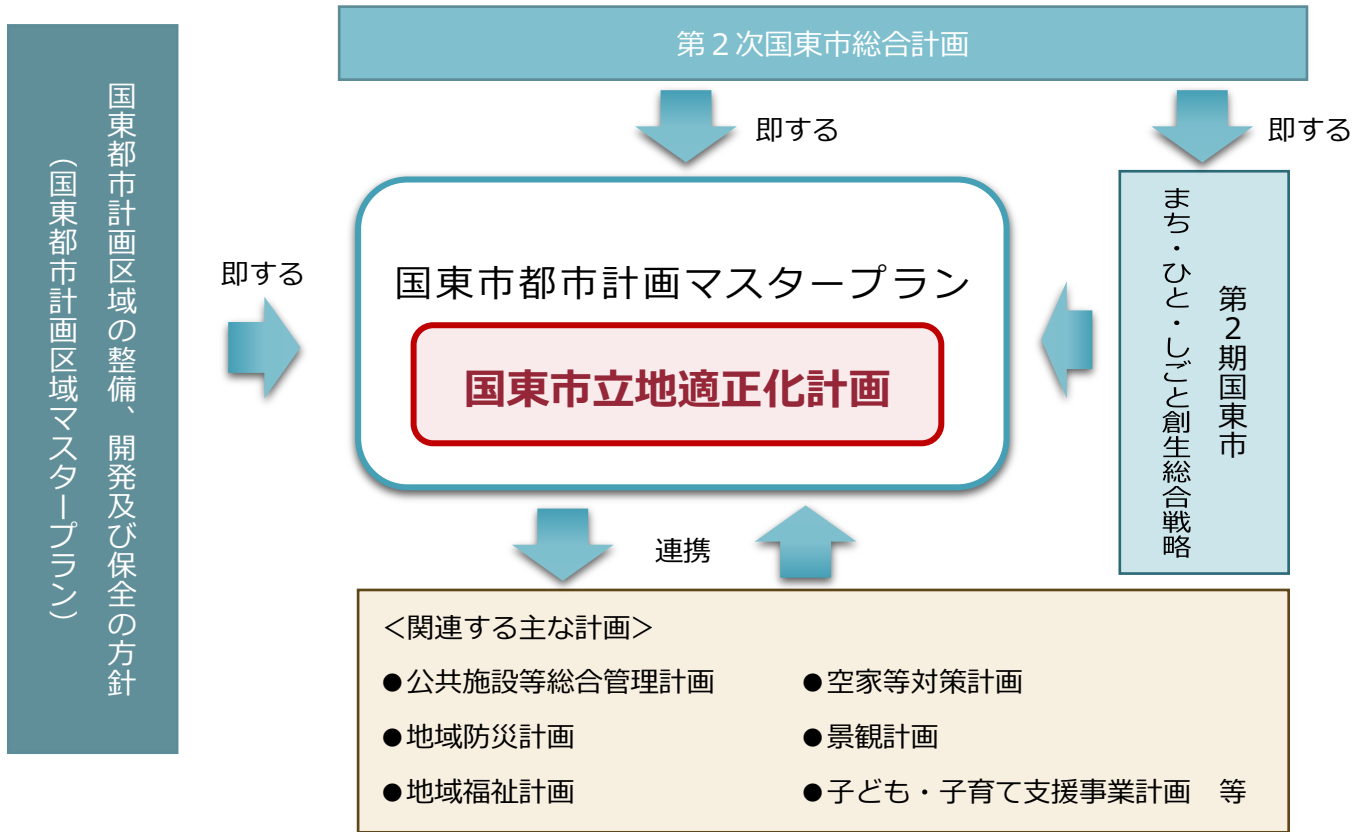 第２次国東市総合計画
即する
即する
国東都市計画区域の整備、開発及び保全の方針
（国東都市計画区域マスタープラン）
即する
国東市都市計画マスタープラン
国東市立地適正化計画
第２期国東市
まち・ひと・しごと創生総合戦略
連携
＜関連する主な計画＞
●公共施設等総合管理計画
●空家等対策計画
●地域防災計画
●景観計画
●地域福祉計画
●子ども・子育て支援事業計画　等